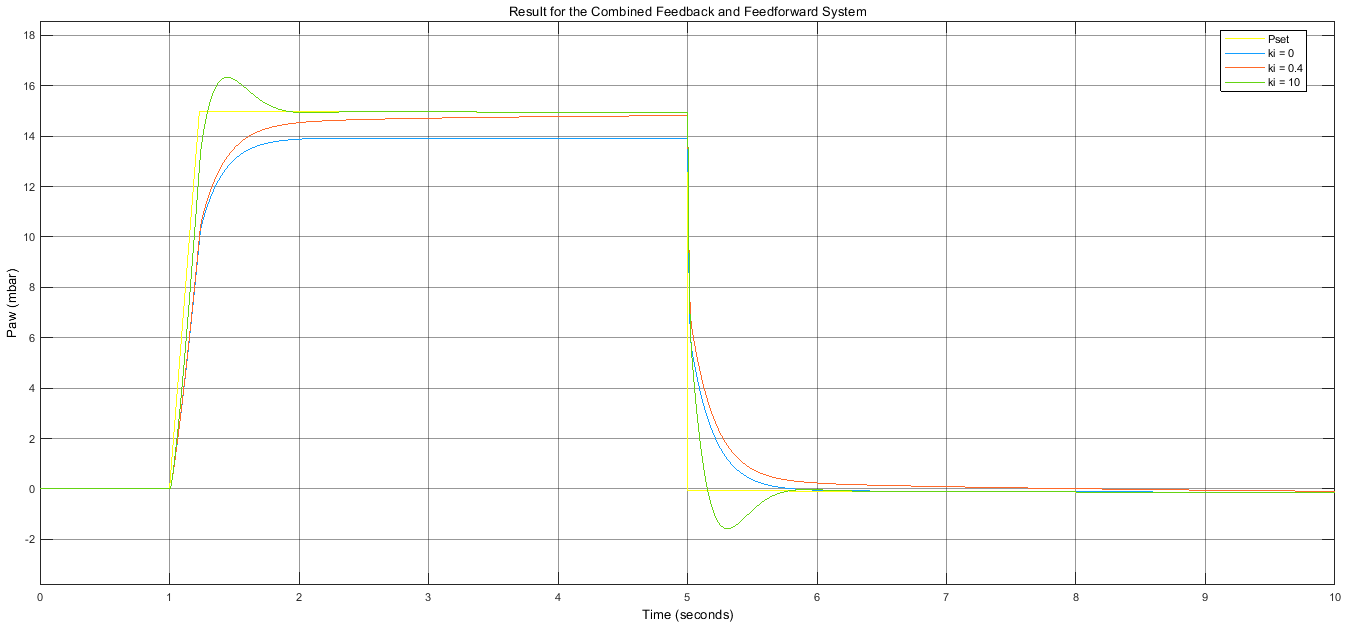 Result for the Combined Feedback and Feedforward System
18
16
14
12
10
8
6
4
2
0
-2
Paw (mbar)
Pset
ki = 0
ki = 0.4
ki = 10
0 1 2 3 4 5 6 7 8 9 10
Time (seconds)